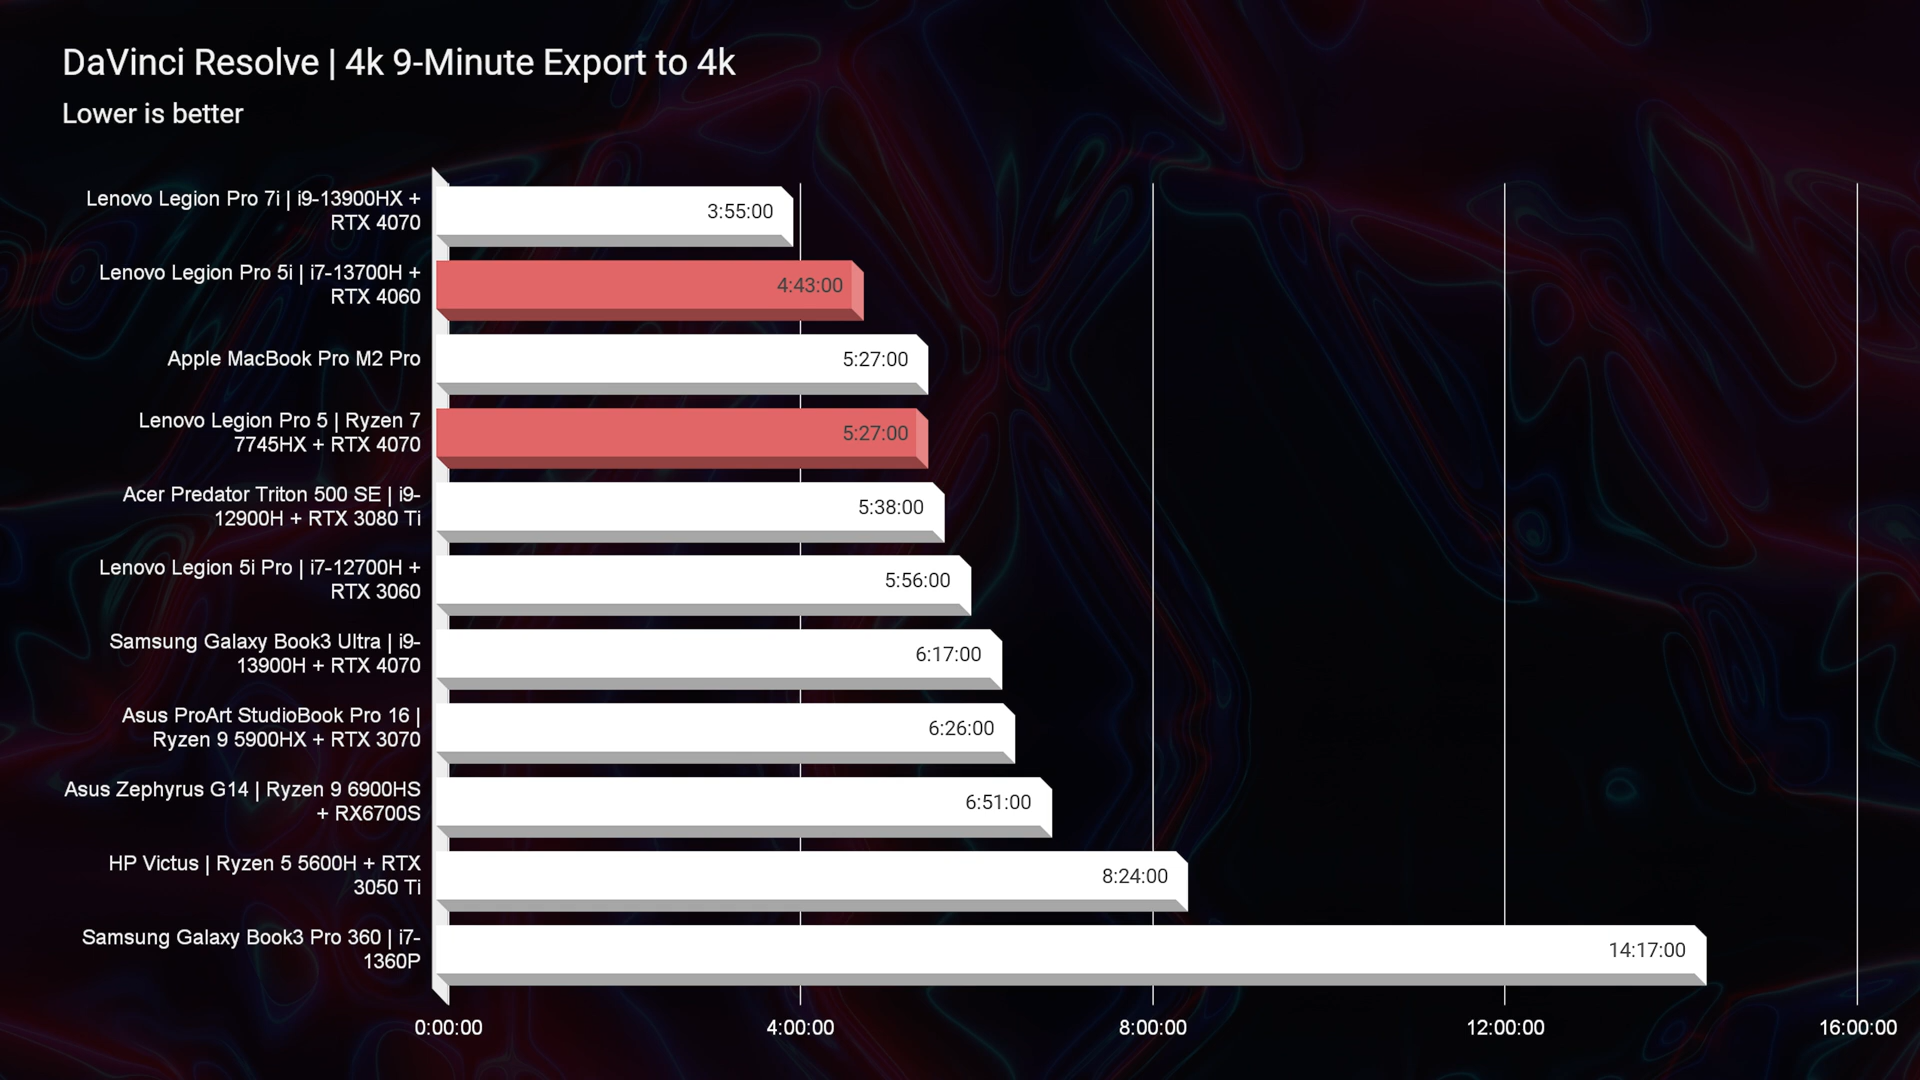 DaVinci Resolve | 4k 9-Minute Export to 4k
Lower is better
Lenovo Legion Pro 7i | i9-13900HX +
RTX 4070
3:55:00
Lenovo Legion Pro 5i | i7-13700H +
RTX 4060
4:43:00
Apple MacBook Pro M2 Pro
5:27:00
Lenovo Legion Pro 5 | Ryzen 7
7745HX + RTX 4070
5:27:00
Acer Predator Triton 500 SE | i9-
12900H + RTX 3080 Ti
5:38:00
Lenovo Legion 5i Pro | i7-12700H +
RTX 3060
5:56:00
Samsung Galaxy Book3 Ultra | i9-
13900H + RTX 4070
6:17:00
Asus ProArt StudioBook Pro 16 |
Ryzen 9 5900HX + RTX 3070
6:26:00
Asus Zephyrus G14 | Ryzen 9 6900HS
+ RX6700S
6:51:00
HP Victus | Ryzen 5 5600H + RTX
3050 Ti
8:24:00
Samsung Galaxy Book3 Pro 360 | i7-
1360P
14:17:00
0:00:00 4:00:00 8:00:00 12:00:00 16:00:00